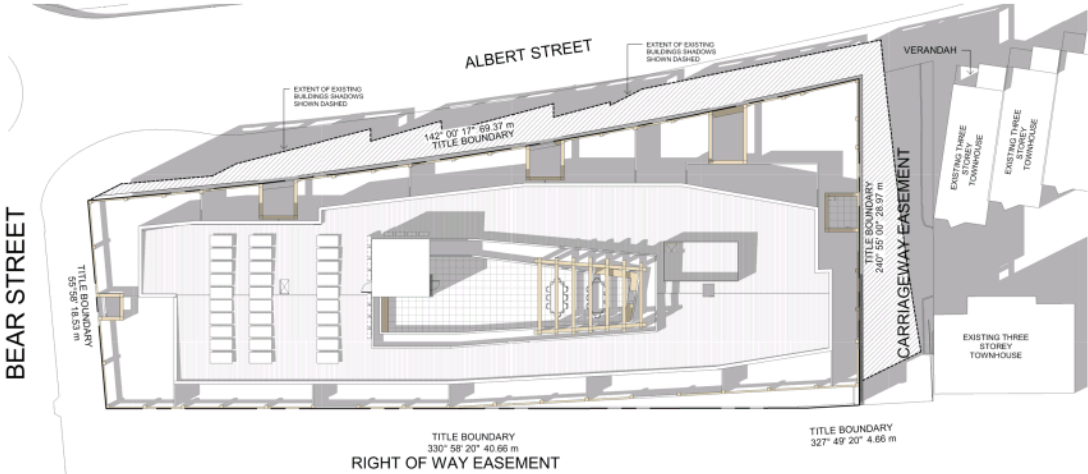 ALBERT STREET
EXTENT OF EXISTING
BUILDINGS SHADOWS
SHOWN DASHED
VERANDAH
EXTENT OF EXISTING
BUILDINGS SHADOWS
SHOWN DASHED
142° 00' 17" 69.37 m
TITLE BOUNDARY
EXISTING THREE
STOREY
TOWNHOUSE
EXISTING THREE
STOREY
TOWNHOUSE
CARRIAGEWAY EASEMENT
TITLE BOUNDARY
240° 55' 00" 28.97 m
BEAR STREET
TITLE BOUNDARY
55°58' 18.53 m
EXISTING THREE
STOREY
TOWNHOUSE
TITLE BOUNDARY
330° 58' 20" 40.66 m
RIGHT OF WAY EASEMENT
TITLE BOUNDARY
327° 49' 20" 4.66 m